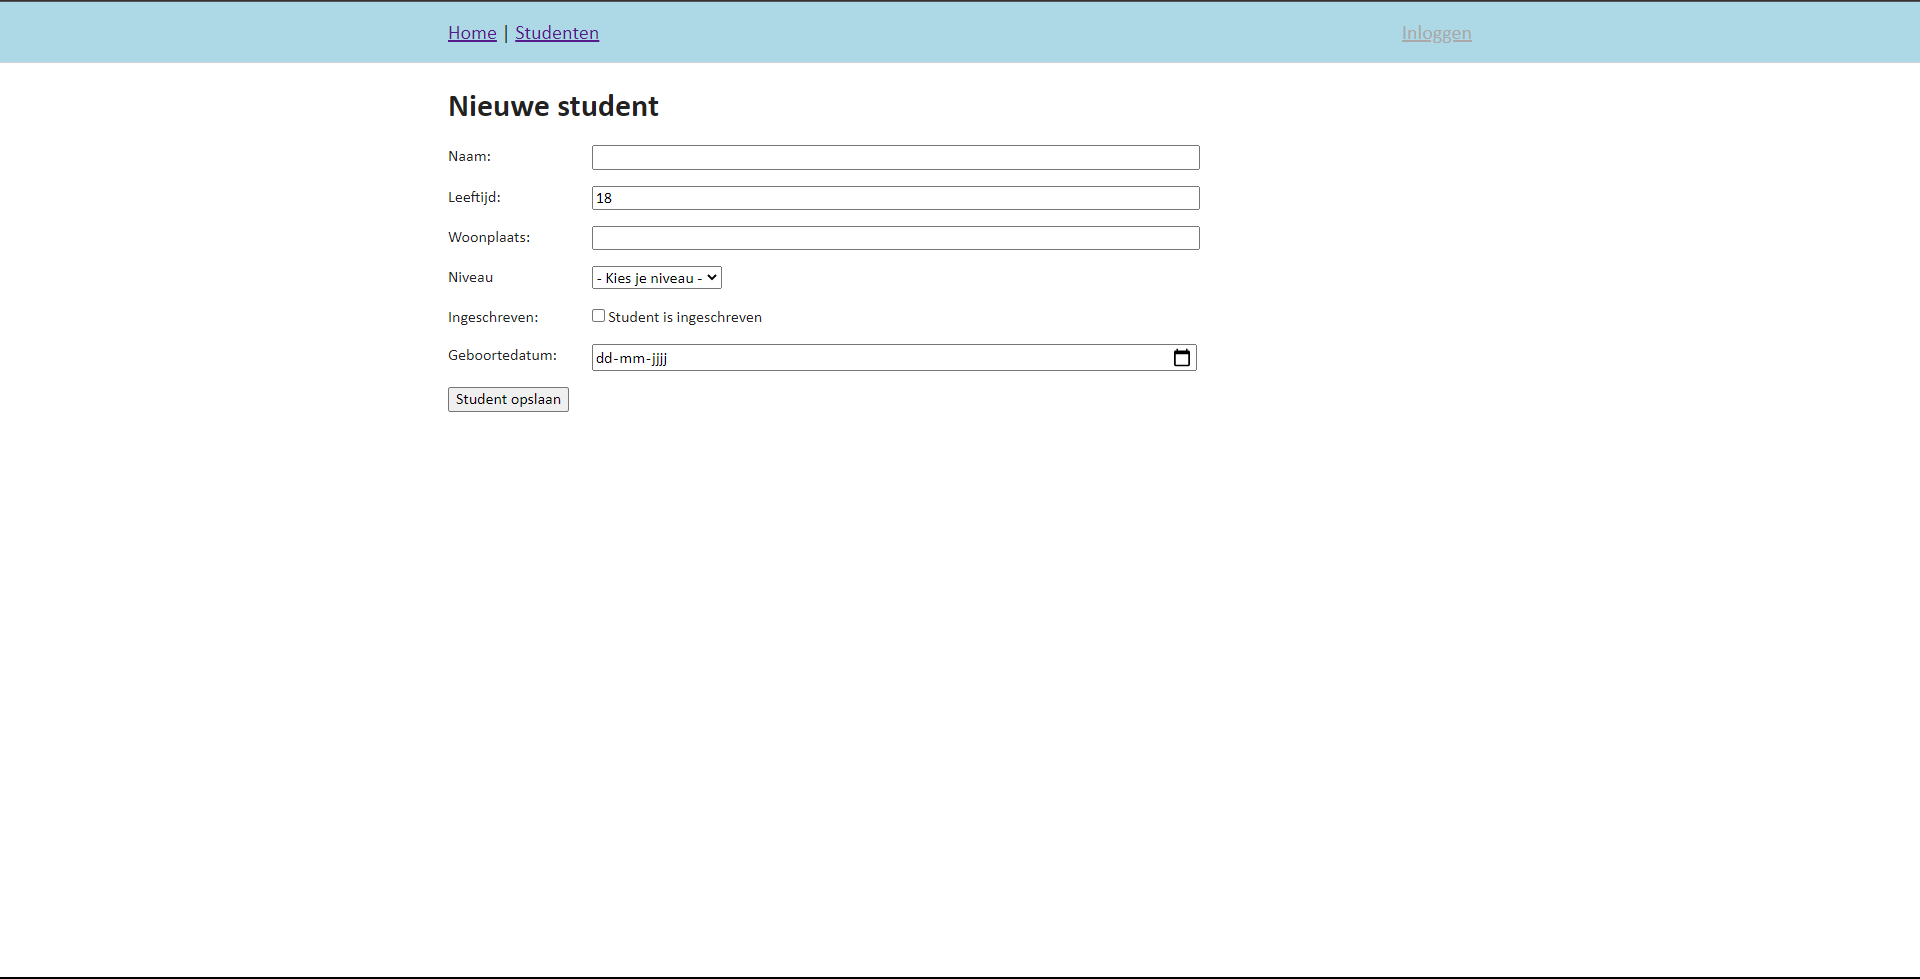 Home | Studenten Inloggen
Nieuwe student
Naam:
Leeftijd: 18
Woonplaats:
Niveau - Kies je niveau -
Ingeschreven: Student is ingeschreven
Geboortedatum: dd-mm-jjjj
Student opslaan